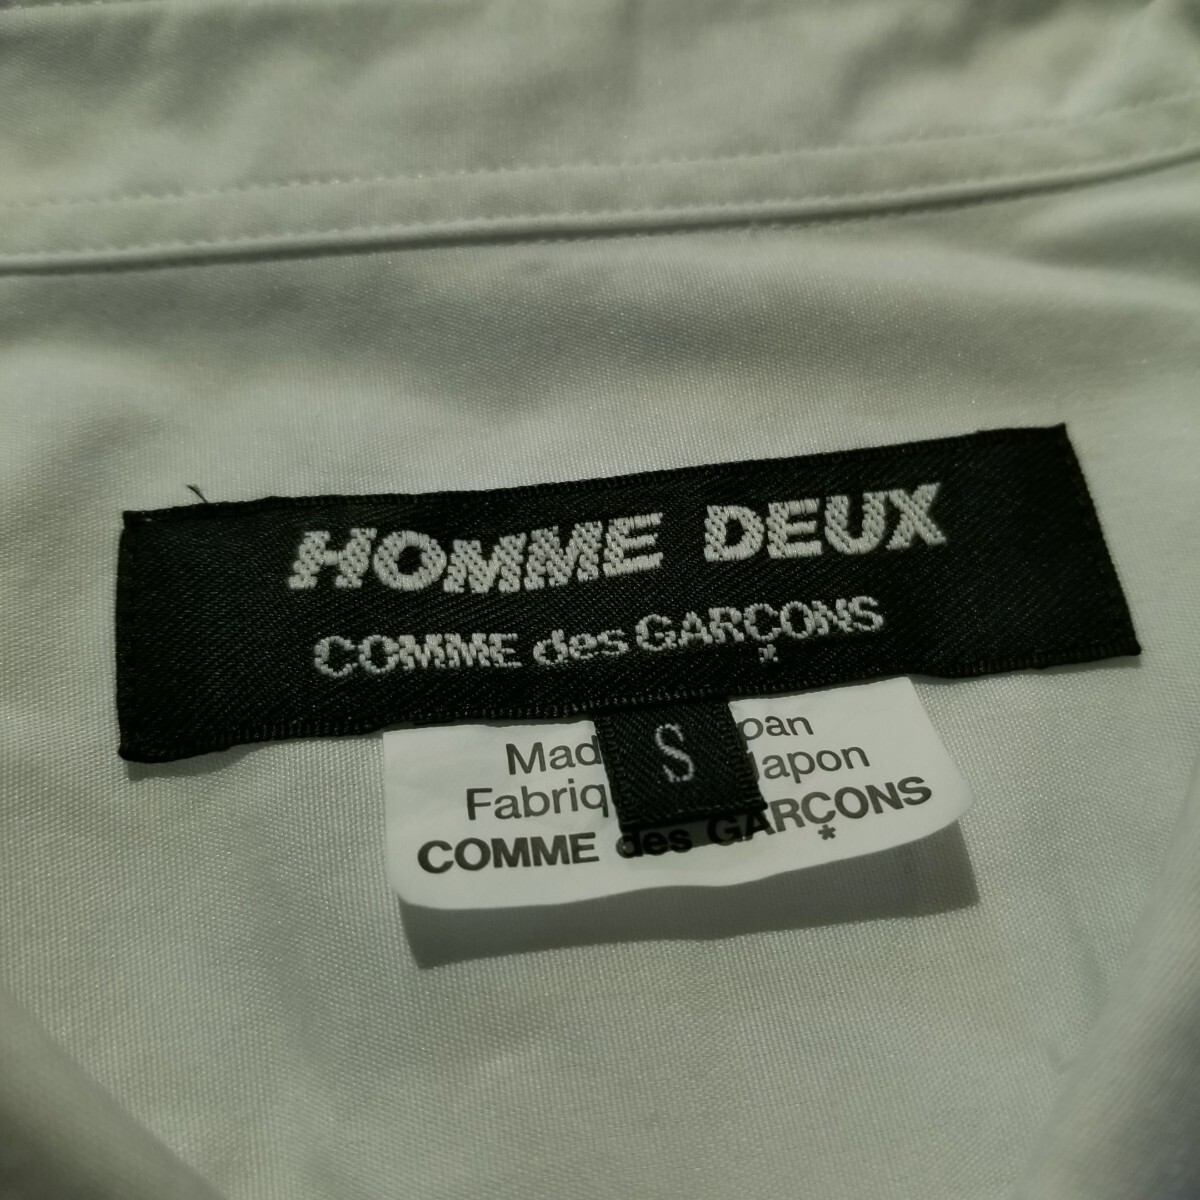 HOMME DEUX
COMME des GARÇONS
*
S
Mad pan
Fabriq Japon
COMME des GARÇONS
*